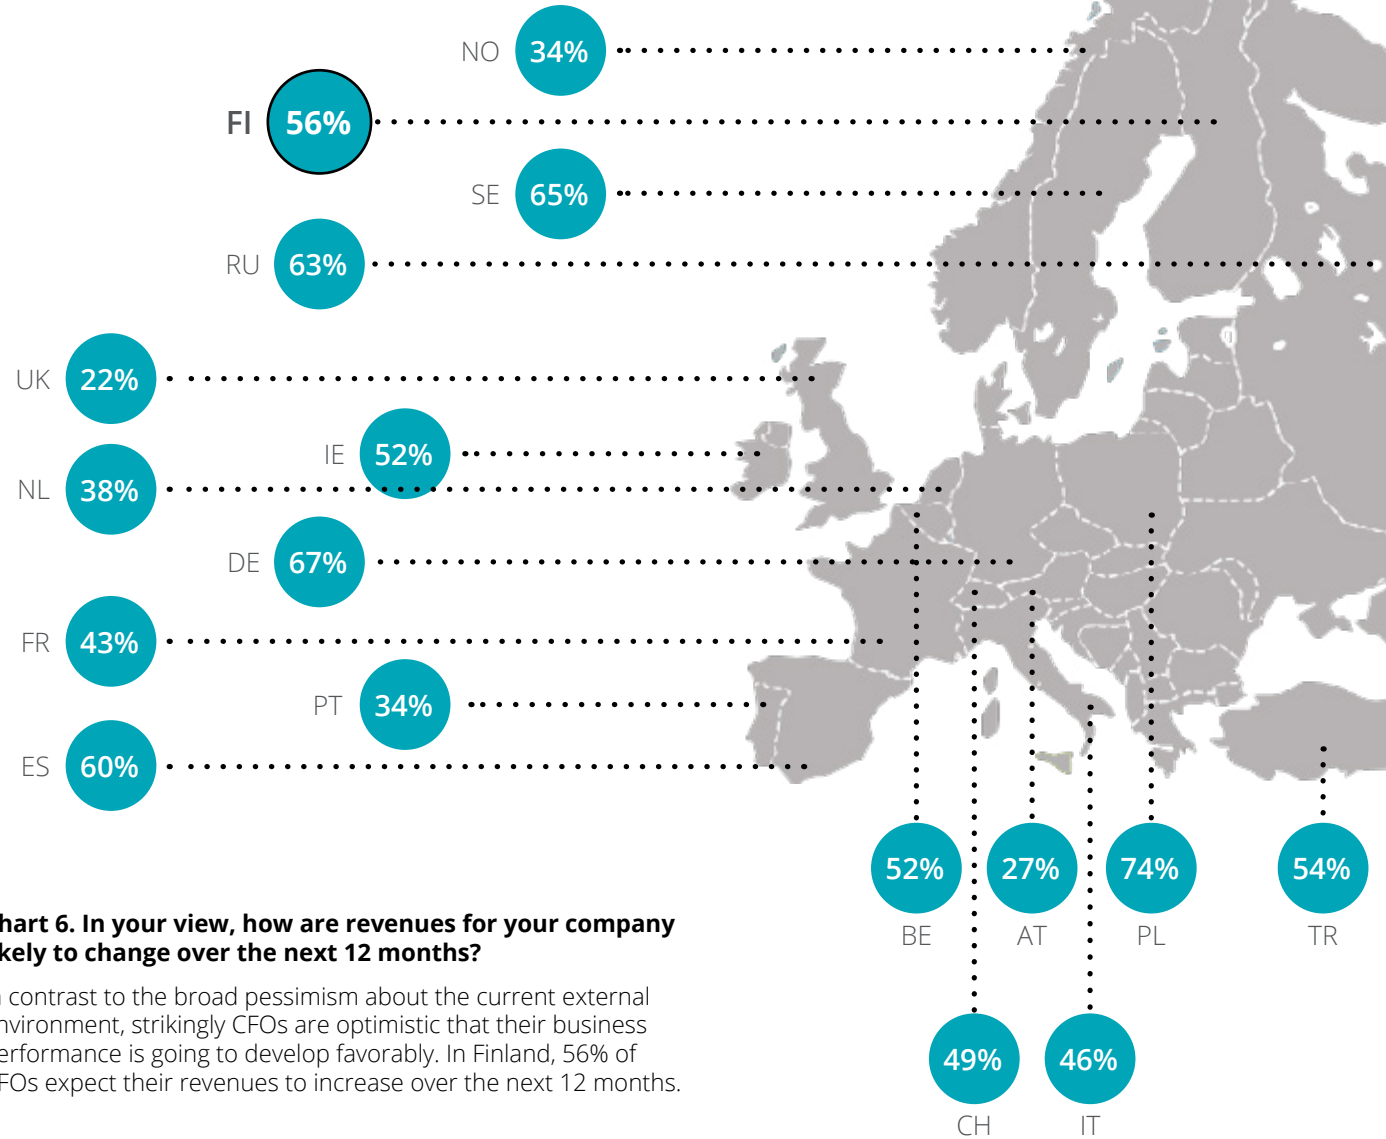 NO 34%
FI 56%
SE 65%
RU 63%
UK 22%
IE 52%
NL 38%
DE 67%
FR 43%
PT 34%
ES 60%
52% 27% 74% 54%
BE AT PL TR
49% 46%
CH IT
hart 6. In your view, how are revenues for your company
kely to change over the next 12 months?
contrast to the broad pessimism about the current external
nvironment, strikingly CFOs are optimistic that their business
erformance is going to develop favorably. In Finland, 56% of
FOs expect their revenues to increase over the next 12 months.